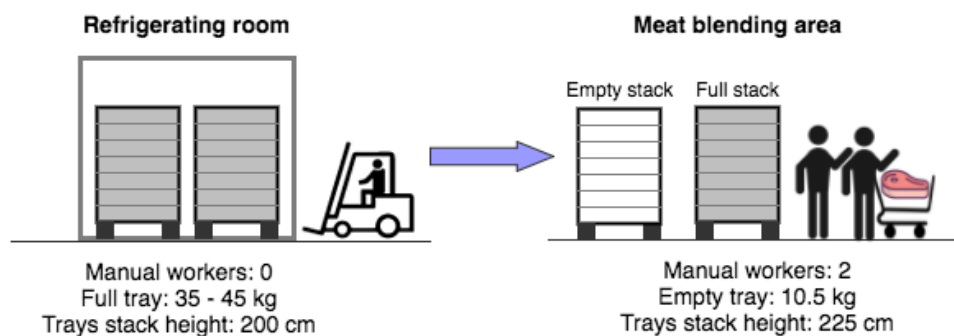 Refrigerating room
Manual workers: 0
Full tray: 35 - 45 kg
Trays stack height: 200 cm
Meat blending area
Empty stack Full stack
Manual workers: 2
Empty tray: 10.5 kg
Trays stack height: 225 cm